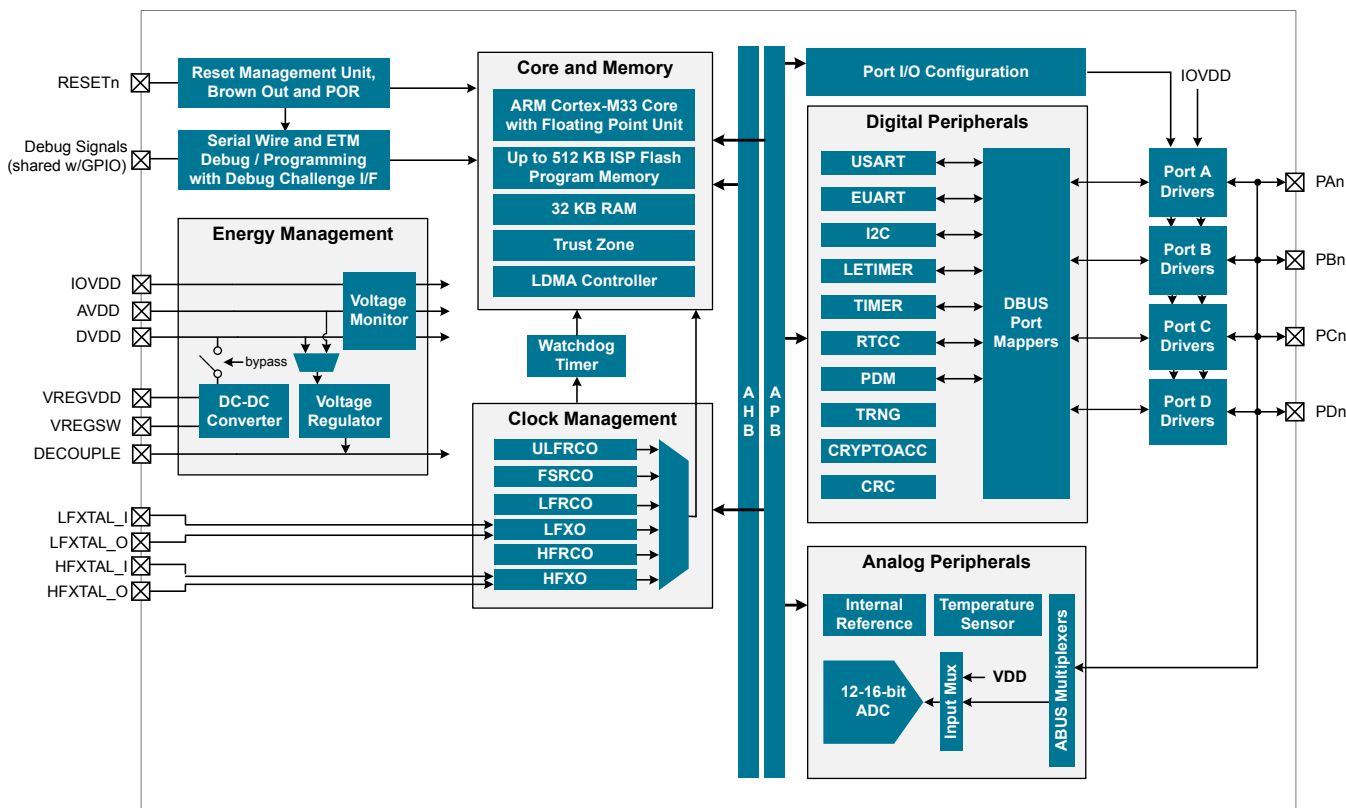 RESETn
Reset Management Unit,
Brown Out and POR
Debug Signals
(shared w/GPIO)
Serial Wire and ETM
Debug / Programming
with Debug Challenge I/F
Energy Management
IOVDD
AVDD
DVDD
Voltage
Monitor
bypass
VREGVDD
VREGSW
DECOUPLE
DC-DC
Converter
Voltage
Regulator
LFXTAL_I
LFXTAL_O
HFXTAL_I
HFXTAL_O
Core and Memory
ARM Cortex-M33 Core
with Floating Point Unit
Up to 512 KB ISP Flash
Program Memory
32 KB RAM
Trust Zone
LDMA Controller
Watchdog
Timer
Clock Management
ULFRCO
FSRCO
LFRCO
LFXO
HFRCO
HFXO
A
H
B
A
P
B
Port I/O Configuration
IOVDD
Digital Peripherals
USART
EUART
I2C
LETIMER
TIMER
RTCC
PDM
TRNG
CRYPTOACC
CRC
DBUS
Port
Mappers
Port A
Drivers
Port B
Drivers
Port C
Drivers
Port D
Drivers
PAn
PBn
PCn
PDn
Analog Peripherals
Internal
Reference
Temperature
Sensor
12-16-bit
ADC
Input Mux
VDD
ABUS Multiplexers